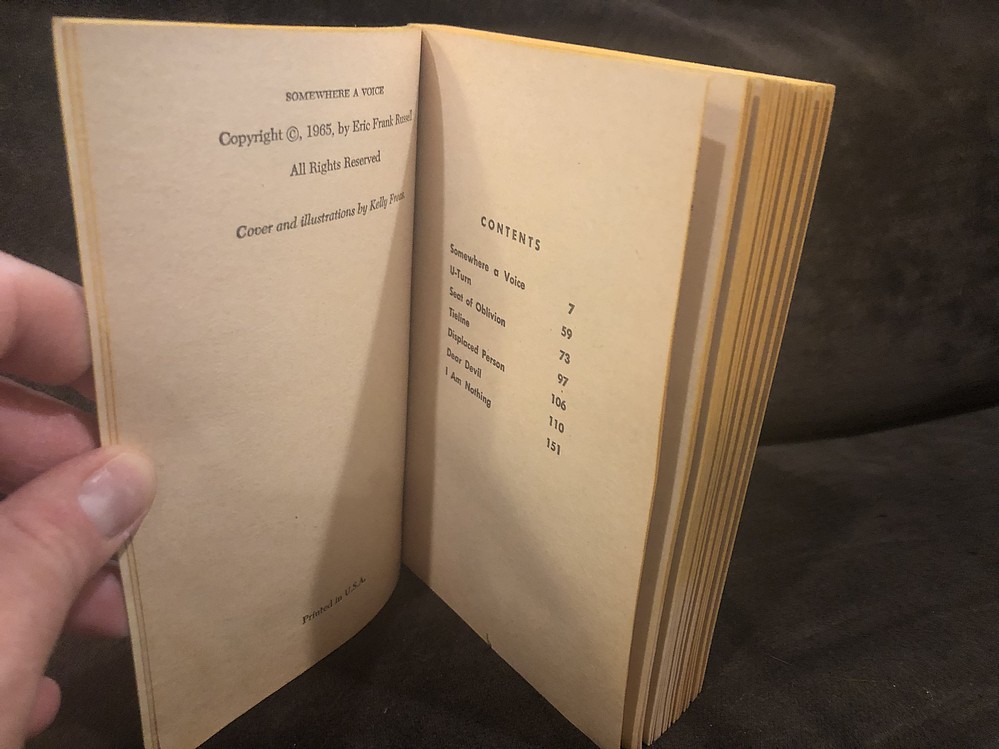 SOMEWHERE A VOICE
Copyright ©, 1965, by Eric Frank Russell
All Rights Reserved
Cover and illustrations by Kelly
Printed in U.S.A.
CONTENTS
Somewhere a Voice 7
U-Turn 59
Seat of Oblivion 73
Tieline 97
Displaced Person 106
Dear Devil 110
I Am Nothing 151